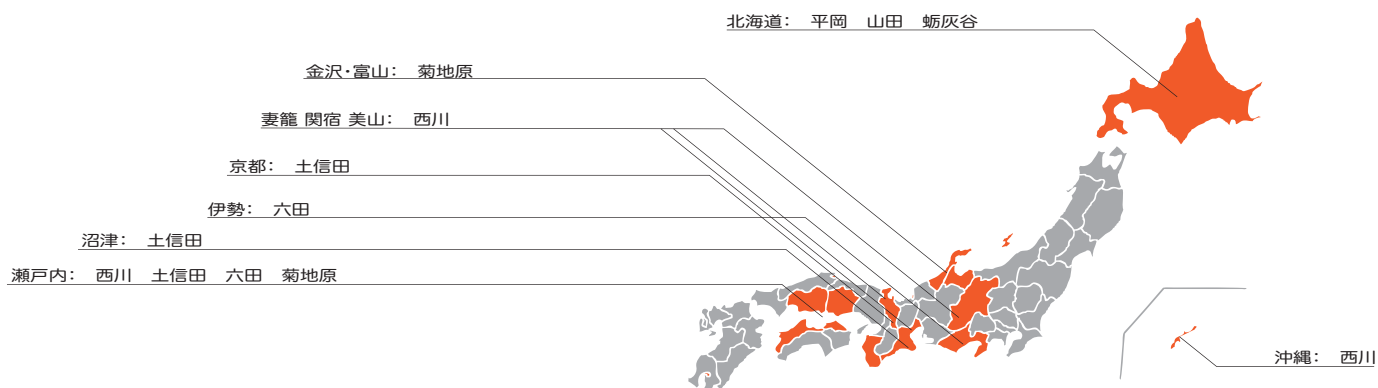 北海道： 平岡 山田 蛎灰谷
金沢・富山： 菊地原
妻籠 関宿 美山： 西川
京都： 土信田
伊勢： 六田
沼津： 土信田
瀬戸内： 西川 土信田 六田 菊地原
沖縄： 西川